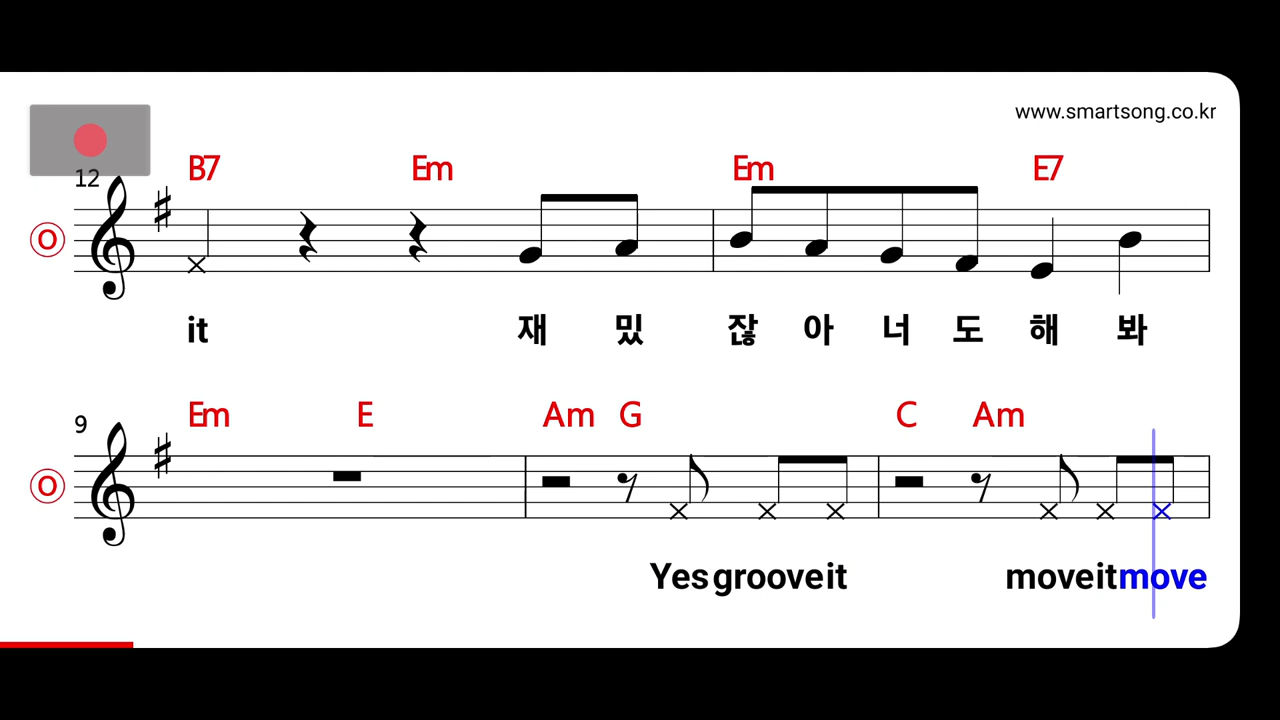 www.smartsong.co.kr
B7 Em Em E7
12
O
it 재 밌 잖 아 너 도 해 봐
Em E Am G C Am
9
O
Yes groove it move it move